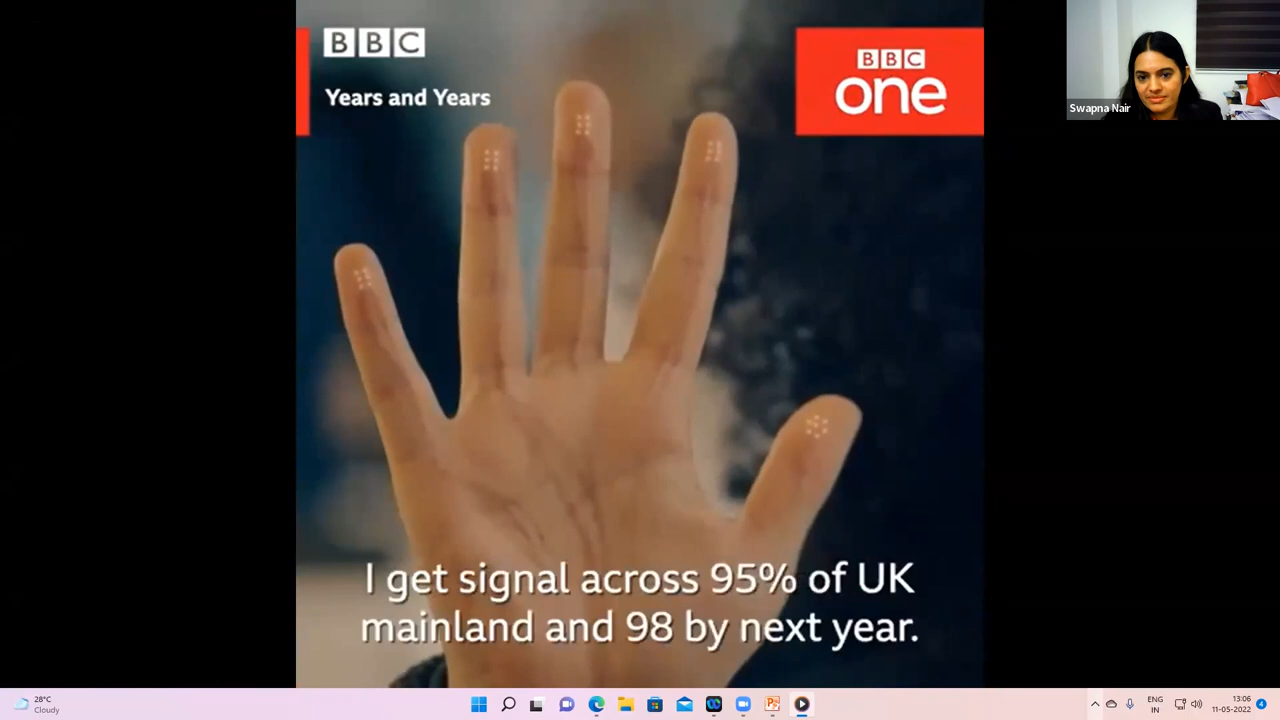 BBC
Years and Years
BBC
one
Swapna Nair
I get signal across 95% of UK
mainland and 98 by next year.
28°C
Cloudy
ENG
IN
13:06
11-05-2022
4